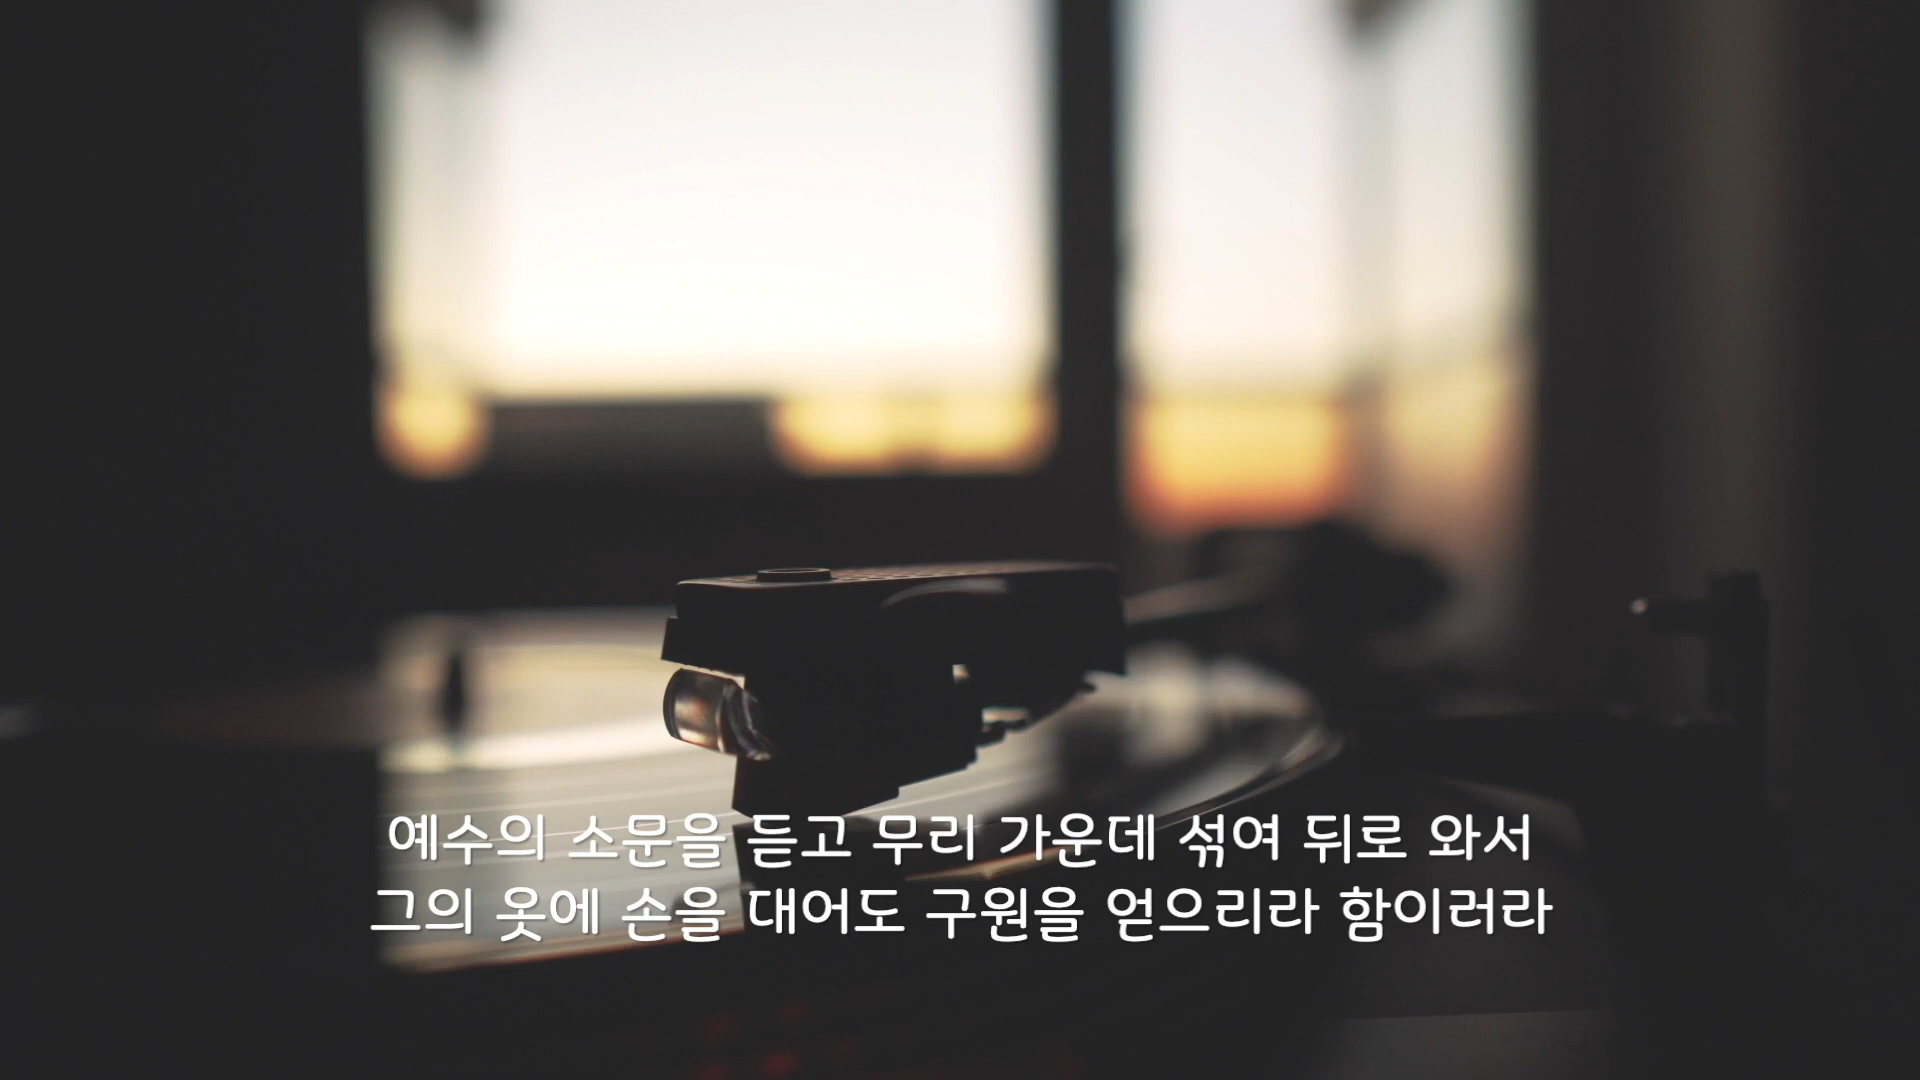 예수의 소문을 듣고 무리 가운데 섞여 뒤로 와서
그의 옷에 손을 대어도 구원을 얻으리라 함이러라